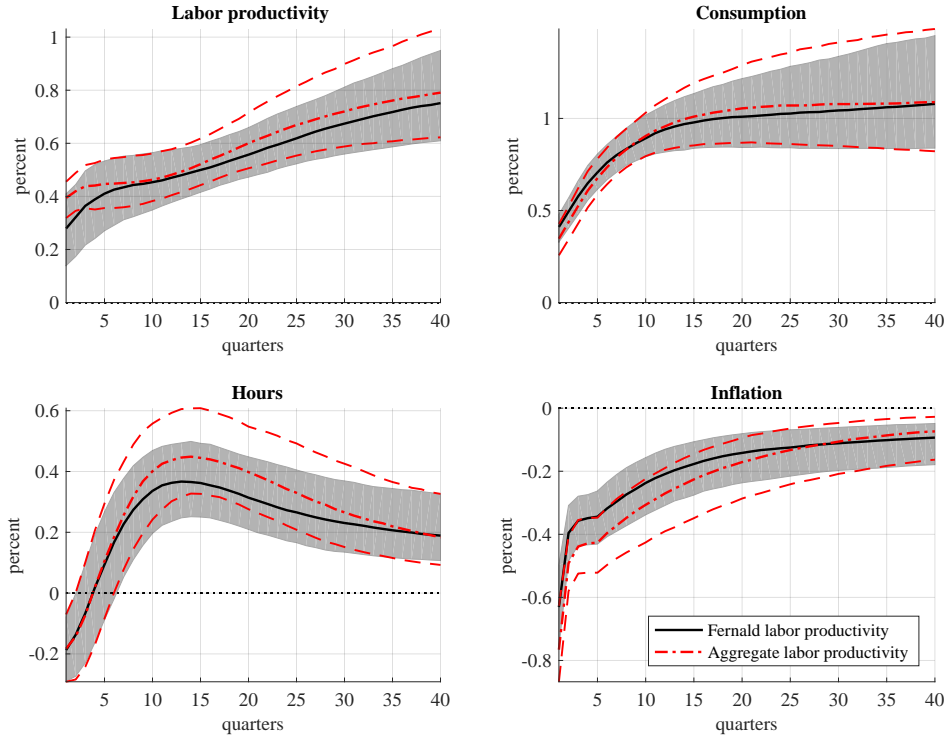 Labor productivity
1
0.8
0.6
0.4
0.2
0
percent
5 10 15 20 25 30 35 40
quarters
Consumption
1
0.5
0
percent
5 10 15 20 25 30 35 40
quarters
Hours
0.6
0.4
0.2
0
-0.2
percent
5 10 15 20 25 30 35 40
quarters
Inflation
0
-0.2
-0.4
-0.6
-0.8
percent
5 10 15 20 25 30 35 40
quarters
Fernald labor productivity
Aggregate labor productivity